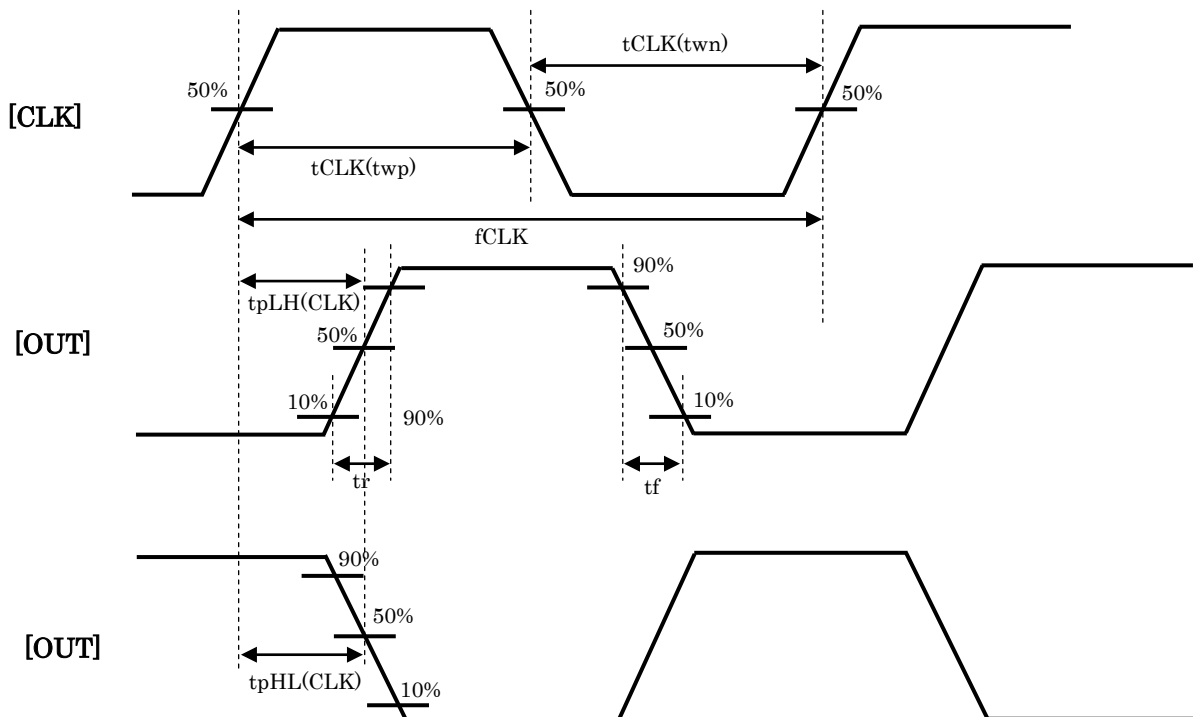 tCLK(twn)
50%
50%
50%
[CLK]
tCLK(twp)
fCLK
90%
tpLH(CLK)
50%
50%
[OUT]
10%
10%
90%
tr
tf
90%
50%
[OUT]
tpHL(CLK)
10%